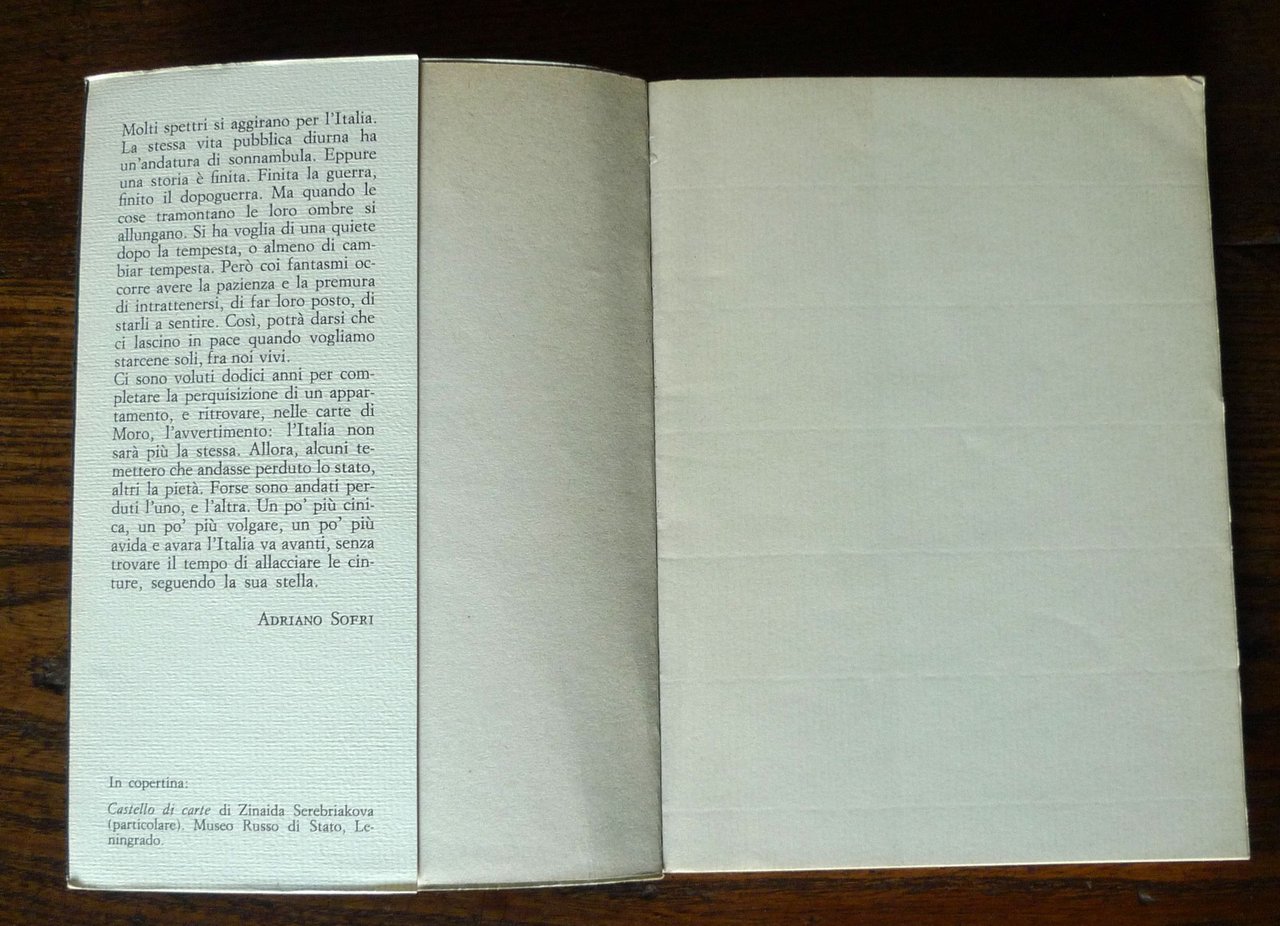 Molti spettri si aggirano per l'Italia.
La stessa vita pubblica diurna ha
un'andatura di sonnambula. Eppure
una storia è finita. Finita la guerra,
finito il dopoguerra. Ma quando le
cose tramontano le loro ombre si
allungano. Si ha voglia di una quiete
dopo la tempesta, o almeno di cam-
biar tempesta. Però coi fantasmi oc-
corre avere la pazienza e la premura
di intrattenersi, di far loro posto, di
starli a sentire. Così, potrà darsi che
ci lascino in pace quando vogliamo
starcene soli, fra noi vivi.
Ci sono voluti dodici anni per com-
pletare la perquisizione di un appar-
tamento, e ritrovare, nelle carte di
Moro, l'avvertimento: l'Italia non
sarà più la stessa. Allora, alcuni te-
mettero che andasse perduto lo stato,
altri la pietà. Forse sono andati per-
duti l'uno, e l'altra. Un po' più cini-
ca, un po' più volgare, un po' più
avida e avara l'Italia va avanti, senza
trovare il tempo di allacciare le cin-
ture, seguendo la sua stella.
ADRIANO SOFRI
In copertina:
Castello di carte di Zinaida Serebriakova
(particolare). Museo Russo di Stato, Le-
ningrado.